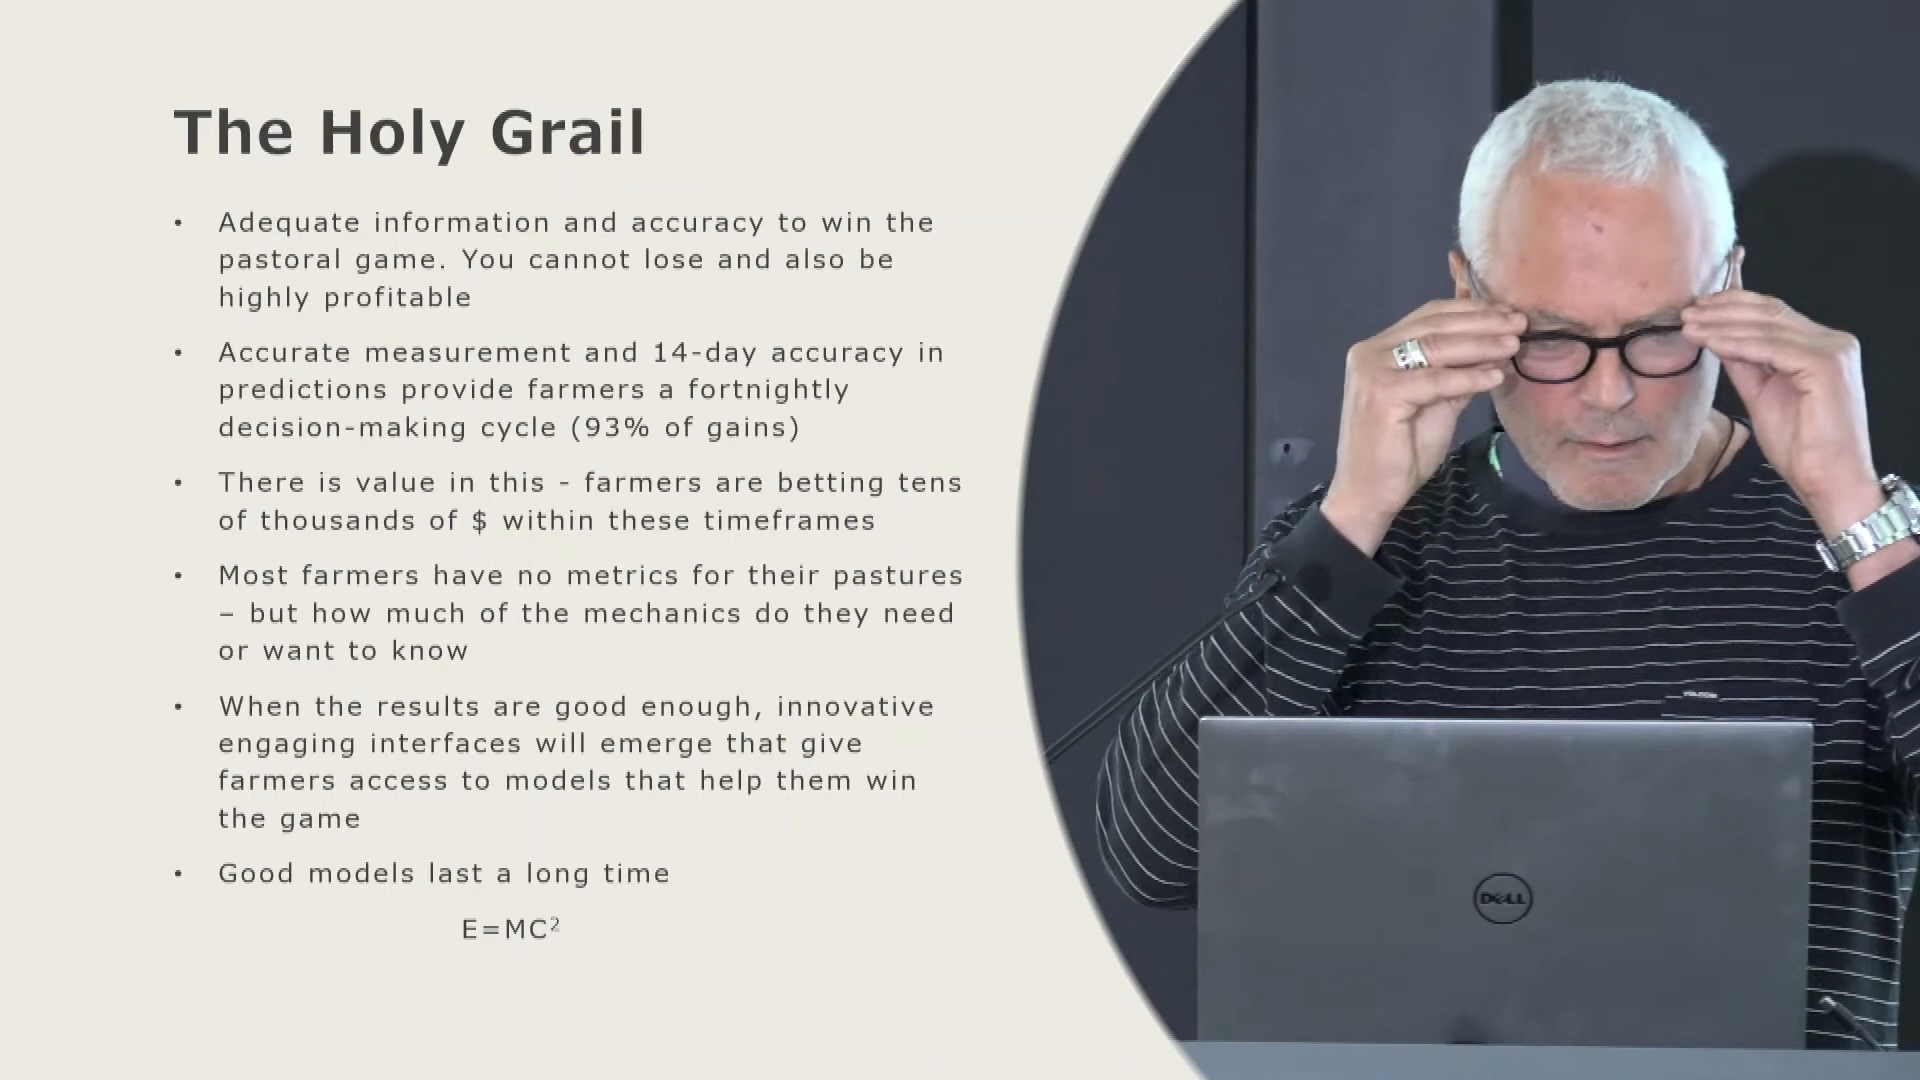 The Holy Grail
• Adequate information and accuracy to win the
pastoral game. You cannot lose and also be
highly profitable
• Accurate measurement and 14-day accuracy in
predictions provide farmers a fortnightly
decision-making cycle (93% of gains)
• There is value in this - farmers are betting tens
of thousands of $ within these timeframes
• Most farmers have no metrics for their pastures
– but how much of the mechanics do they need
or want to know
• When the results are good enough, innovative
engaging interfaces will emerge that give
farmers access to models that help them win
the game
• Good models last a long time
E=MC²
DELL